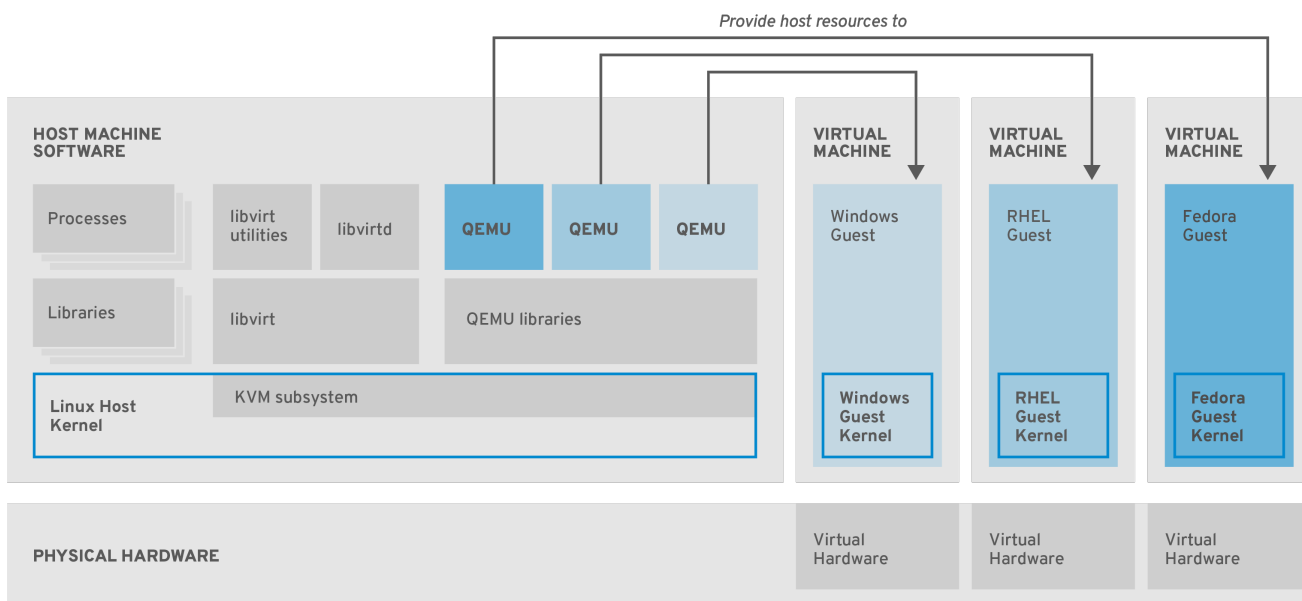 Provide host resources to
HOST MACHINE
SOFTWARE
Processes
libvirt
utilities
libvirtd
QEMU
QEMU
QEMU
Libraries
libvirt
QEMU libraries
KVM subsystem
Linux Host
Kernel
VIRTUAL
MACHINE
Windows
Guest
Windows
Guest
Kernel
VIRTUAL
MACHINE
RHEL
Guest
RHEL
Guest
Kernel
VIRTUAL
MACHINE
Fedora
Guest
Fedora
Guest
Kernel
PHYSICAL HARDWARE
Virtual
Hardware
Virtual
Hardware
Virtual
Hardware